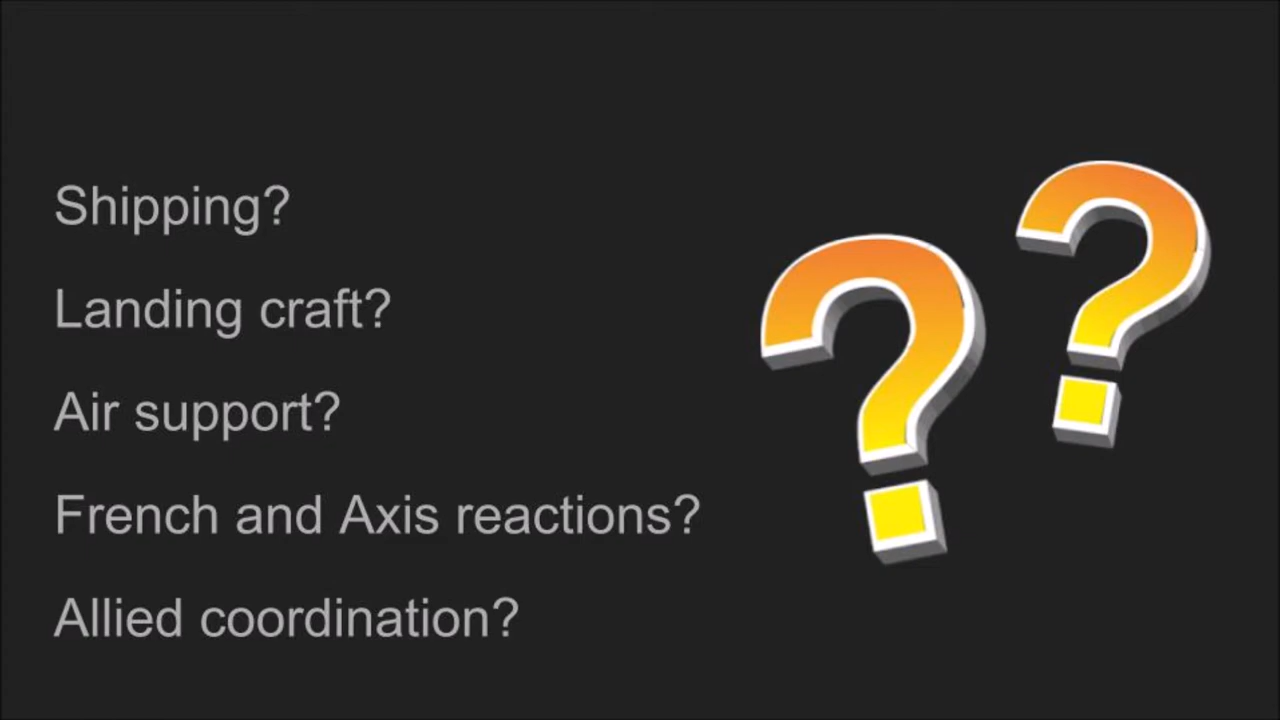 Shipping?
Landing craft?
Air support?
French and Axis reactions?
Allied coordination?